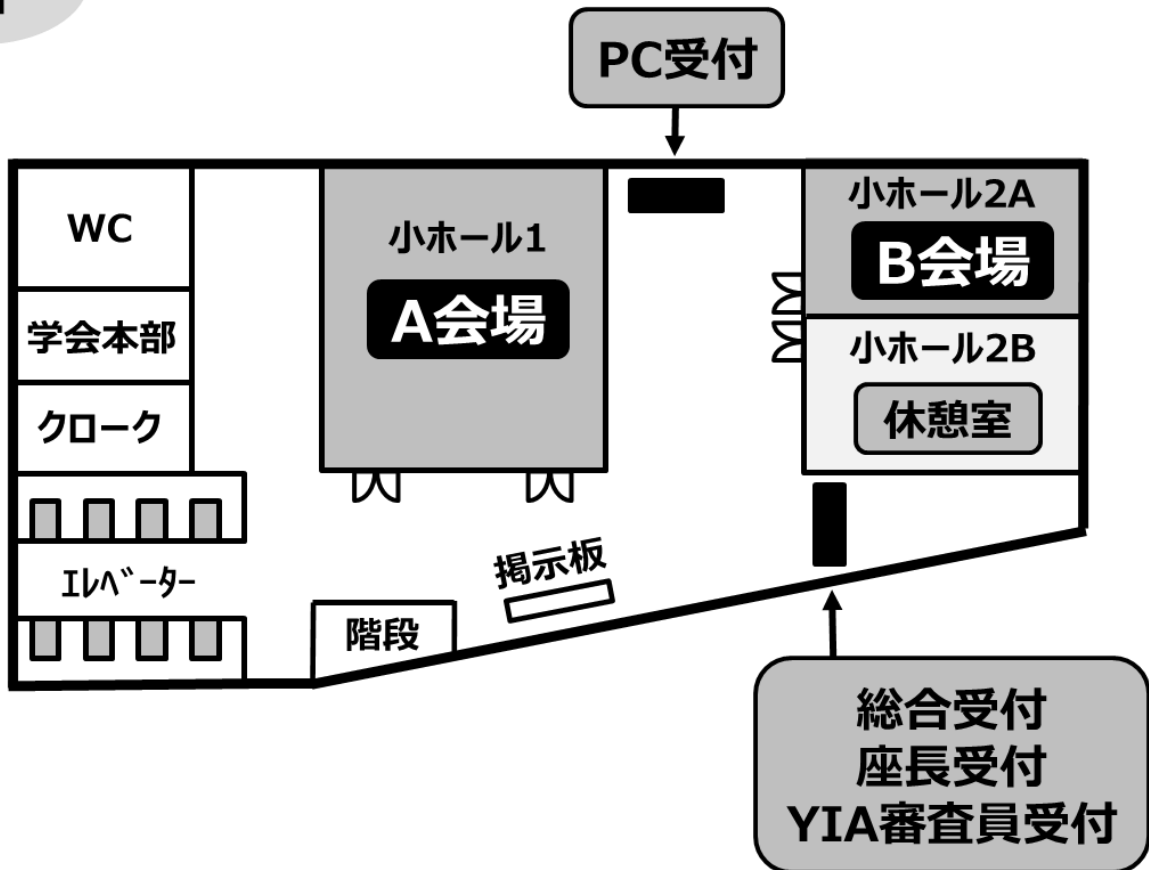 PC受付
小ホール1
A会場
小ホール2A
B会場
小ホール2B
休憩室
WC
学会本部
クローク
ｴﾚﾍﾞｰﾀｰ
階段
掲示板
総合受付
座長受付
YIA審査員受付